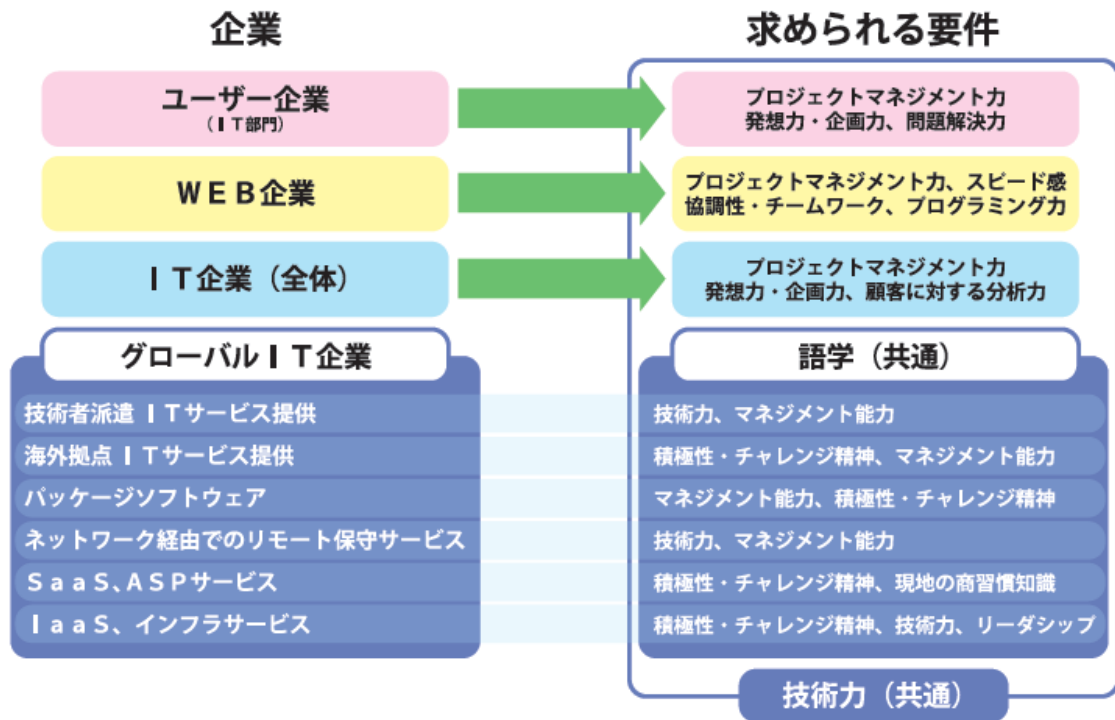 企業
求められる要件
ユーザー企業
（ＩＴ部門）
プロジェクトマネジメント力
発想力・企画力、問題解決力
ＷＥＢ企業
プロジェクトマネジメント力、スピード感
協調性・チームワーク、プログラミング力
ＩＴ企業（全体）
プロジェクトマネジメント力
発想力・企画力、顧客に対する分析力
グローバルＩＴ企業
語学（共通）
技術者派遣 ＩＴサービス提供
技術力、マネジメント能力
海外拠点 ＩＴサービス提供
積極性・チャレンジ精神、マネジメント能力
パッケージソフトウェア
マネジメント能力、積極性・チャレンジ精神
ネットワーク経由でのリモート保守サービス
技術力、マネジメント能力
ＳａａＳ、ＡＳＰサービス
積極性・チャレンジ精神、現地の商習慣知識
ＩａａＳ、インフラサービス
積極性・チャレンジ精神、技術力、リーダシップ
技術力（共通）